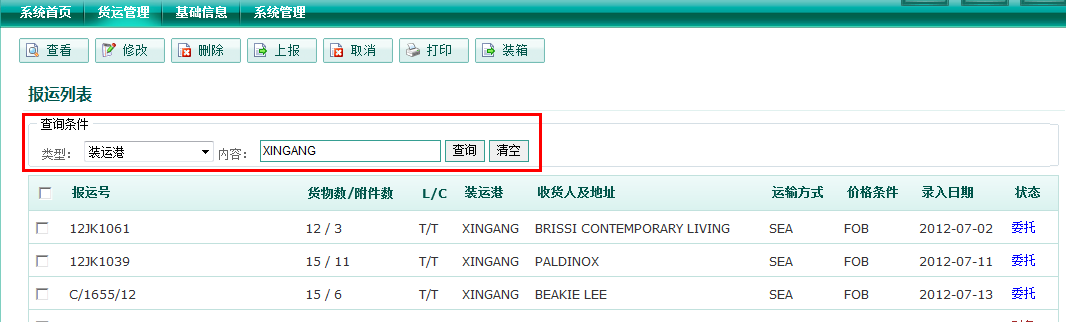 系统首页 货运管理 基础信息 系统管理
查看 修改 删除 上报 取消 打印 装箱
报运列表
查询条件
类型： 装运港 内容： XINGANG 查询 清空
报运号 货物数/附件数 L/C 装运港 收货人及地址 运输方式 价格条件 录入日期 状态
12JK1061 12 / 3 T/T XINGANG BRISSI CONTEMPORARY LIVING SEA FOB 2012-07-02 委托
12JK1039 15 / 11 T/T XINGANG PALDINOX SEA FOB 2012-07-11 委托
C/1655/12 15 / 6 T/T XINGANG BEAKIE LEE SEA FOB 2012-07-13 委托